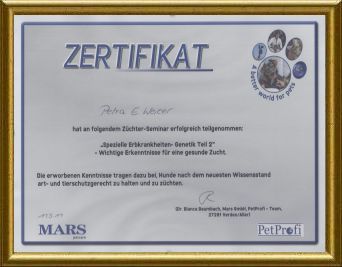 ZERTIFIKAT
A better world for pets
Petra E
hat an folgendem Züchter-Seminar erfolgreich teilgenommen:
„Spezielle Erbkrankheiten- Genetik Teil 2"
- Wichtige Erkenntnisse für eine gesunde Zucht.
Die erworbenen Kenntnisse tragen dazu bei, Hunde nach dem neuesten Wissensstand
art- und tierschutzgerecht zu halten und zu züchten.
(Dr. Bianca Baumbach, Mars GmbH, PetProfi - Team,
27281 Verden/Aller)
MARS
PetProfi